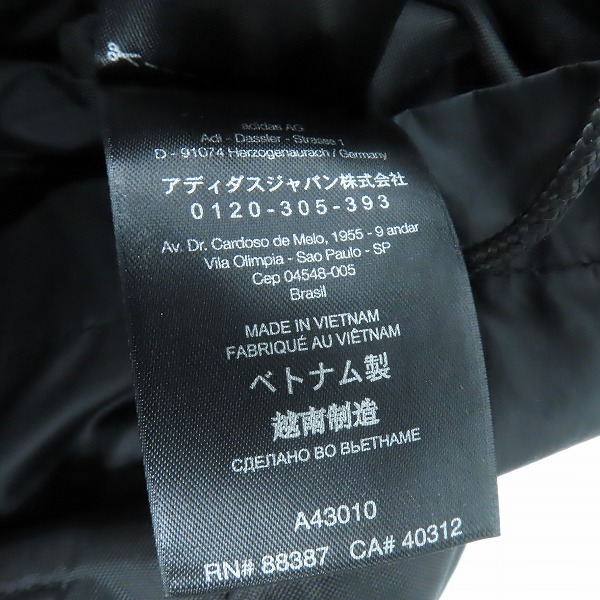 adidas AG
Adi - Dassler - Strasse 1
D - 91074 Herzogenaurach / Germany
アディダスジャパン株式会社
0120-305-393
Av. Dr. Cardoso de Melo, 1955 - 9 andar
Vila Olimpia - Sao Paulo - SP
Cep 04548-005
Brasil
MADE IN VIETNAM
FABRIQUÉ AU VIÊTNAM
ベトナム製
越南制造
СДЕЛАНО ВО ВЬЕТНАМЕ
A43010
RN# 88387 CA# 40312